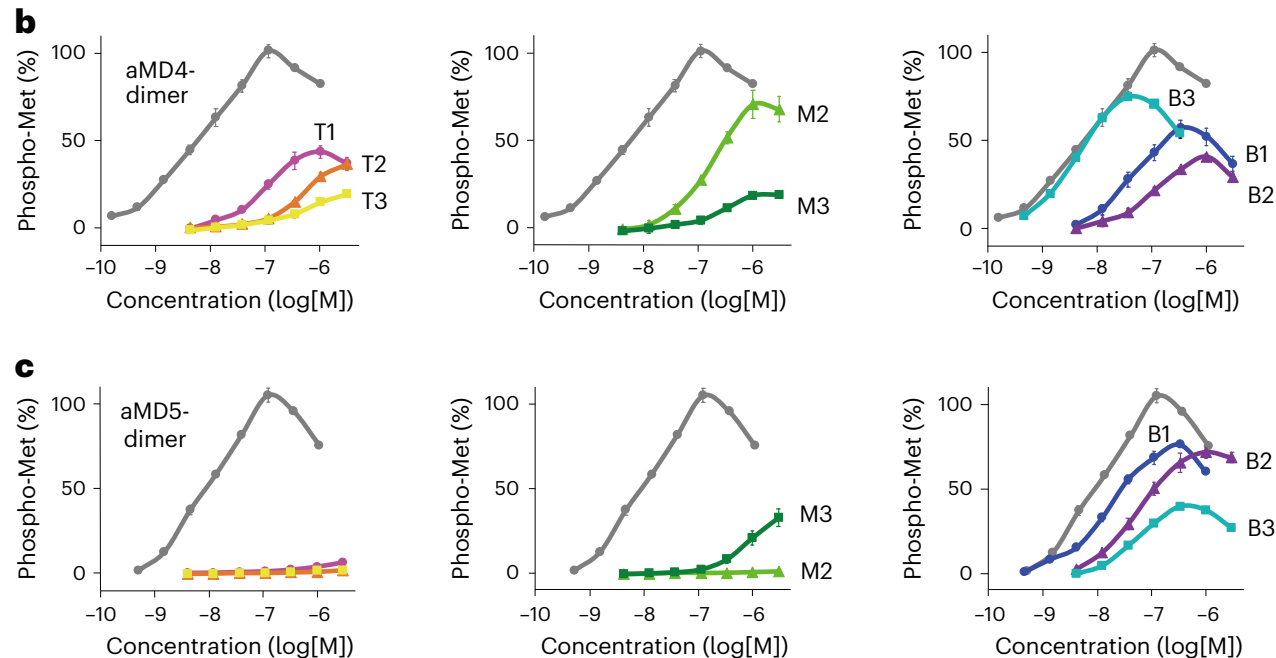 b
Phospho-Met (%)
100
50
0
aMD4-
dimer
T1
T2
T3
–10 –9 –8 –7 –6
Concentration (log[M])
Phospho-Met (%)
100
50
0
M2
M3
–10 –9 –8 –7 –6
Concentration (log[M])
Phospho-Met (%)
100
50
0
B3
B1
B2
–10 –9 –8 –7 –6
Concentration (log[M])
c
Phospho-Met (%)
100
50
0
aMD5-
dimer
–10 –9 –8 –7 –6
Concentration (log[M])
Phospho-Met (%)
100
50
0
M3
M2
–10 –9 –8 –7 –6
Concentration (log[M])
Phospho-Met (%)
100
50
0
B1
B2
B3
–10 –9 –8 –7 –6
Concentration (log[M])